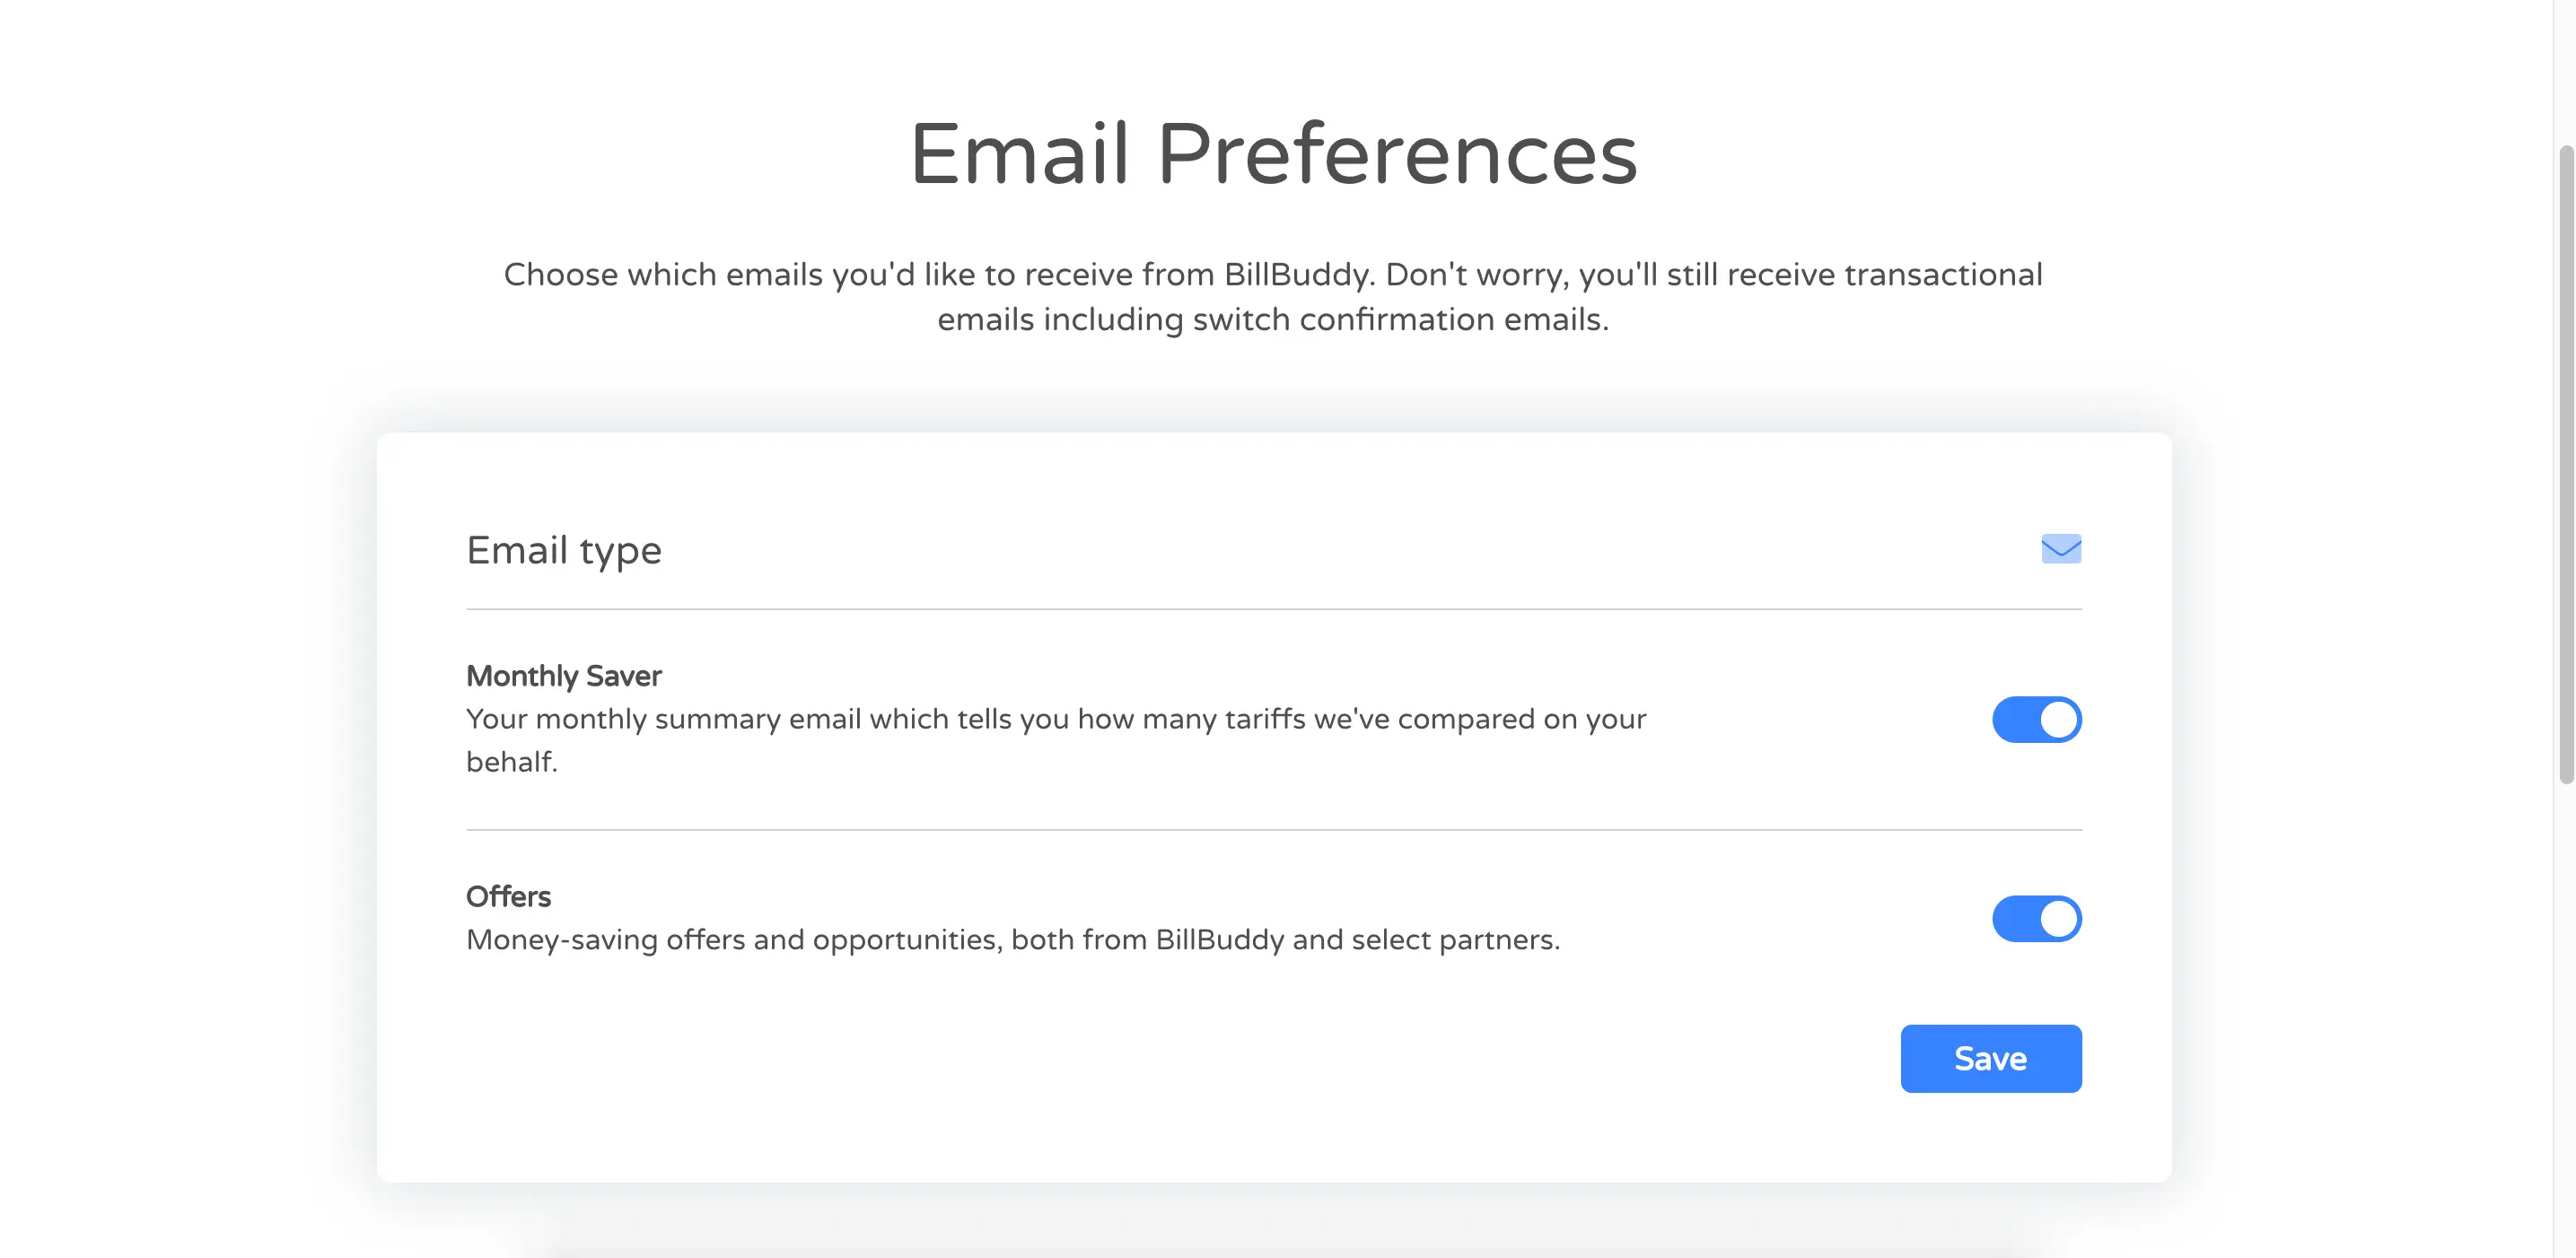 Email Preferences
Choose which emails you'd like to receive from BillBuddy. Don't worry, you'll still receive transactional
emails including switch confirmation emails.
Email type
Monthly Saver
Your monthly summary email which tells you how many tariffs we've compared on your
behalf.
Offers
Money-saving offers and opportunities, both from BillBuddy and select partners.
Save